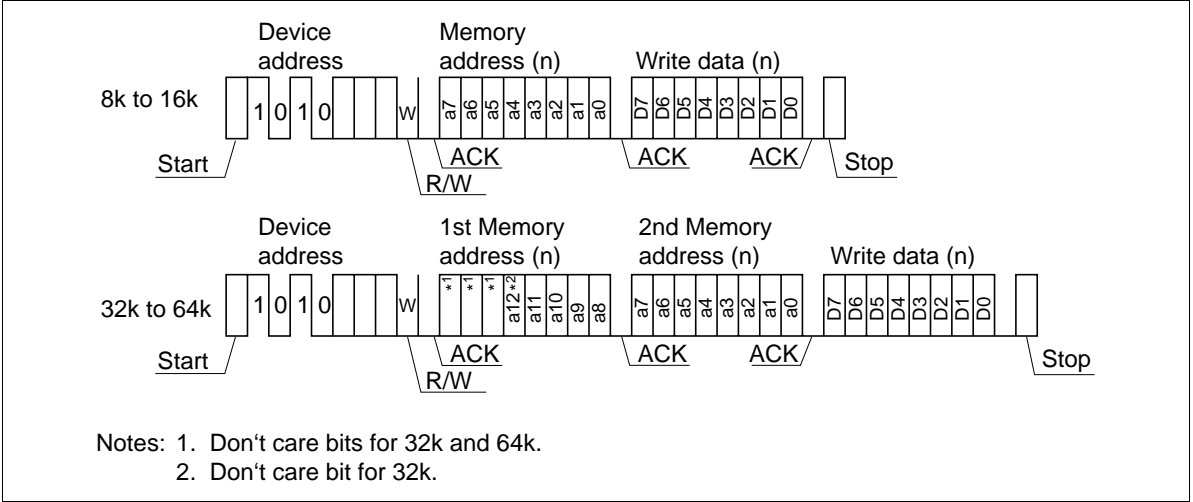 Device address
Memory address (n)
Write data (n)
8k to 16k
1 0 1 0 W
a7 a6 a5 a4 a3 a2 a1 a0
D7 D6 D5 D4 D3 D2 D1 D0
Start
R/W
ACK
ACK
ACK
Stop
Device address
1st Memory address (n)
2nd Memory address (n)
Write data (n)
32k to 64k
1 0 1 0 W
*1 *1 *1 a12*2 a11 a10 a9 a8
a7 a6 a5 a4 a3 a2 a1 a0
D7 D6 D5 D4 D3 D2 D1 D0
Start
R/W
ACK
ACK
ACK
Stop
Notes: 1. Don't care bits for 32k and 64k.
2. Don't care bit for 32k.